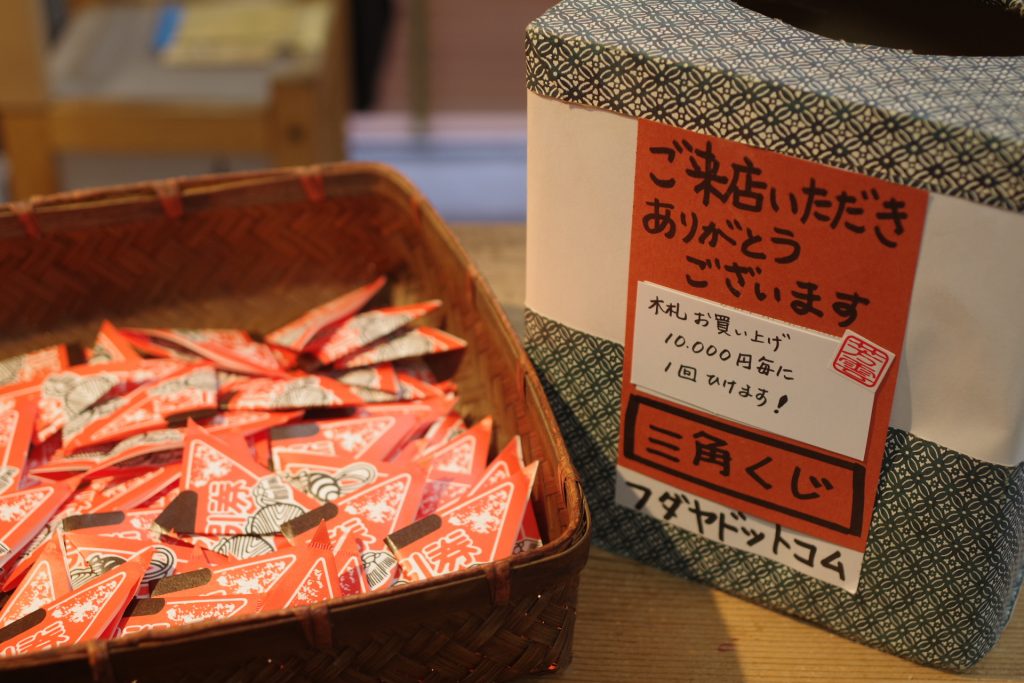 ご来店いただき
ありがとう
ございます
木札 お買い上げ
10.000円毎に
1回 ひけます!
三角くじ
フダヤドットコム
券
券